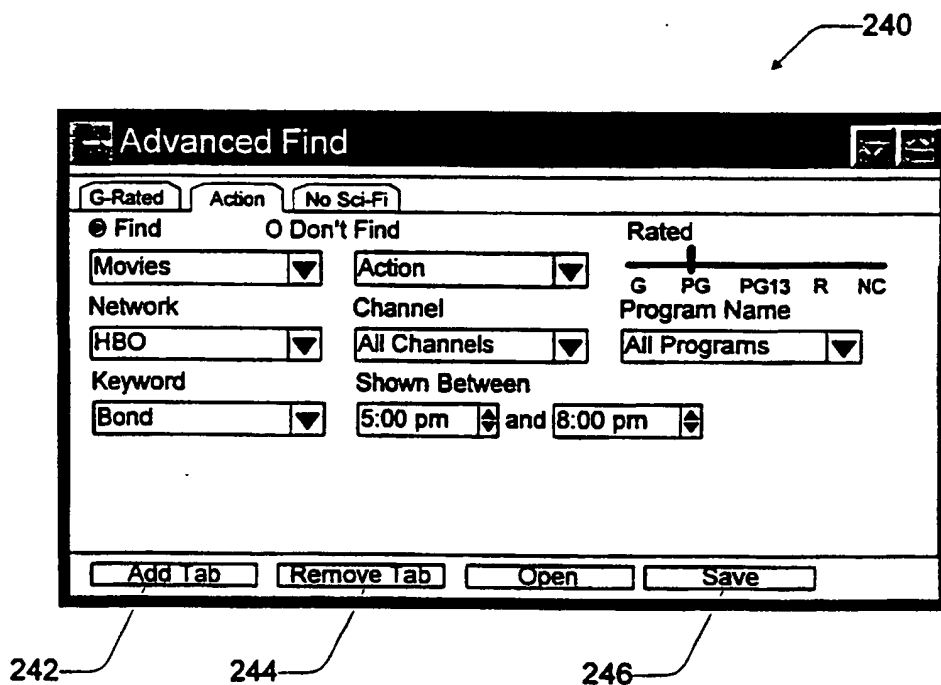 240
Advanced Find
G-Rated Action No Sci-Fi
Find Don't Find Rated
Movies Action
G PG PG13 R NC
Network Channel Program Name
HBO All Channels All Programs
Keyword Shown Between
Bond 5:00 pm and 8:00 pm
Add Tab Remove Tab Open Save
242 244 246